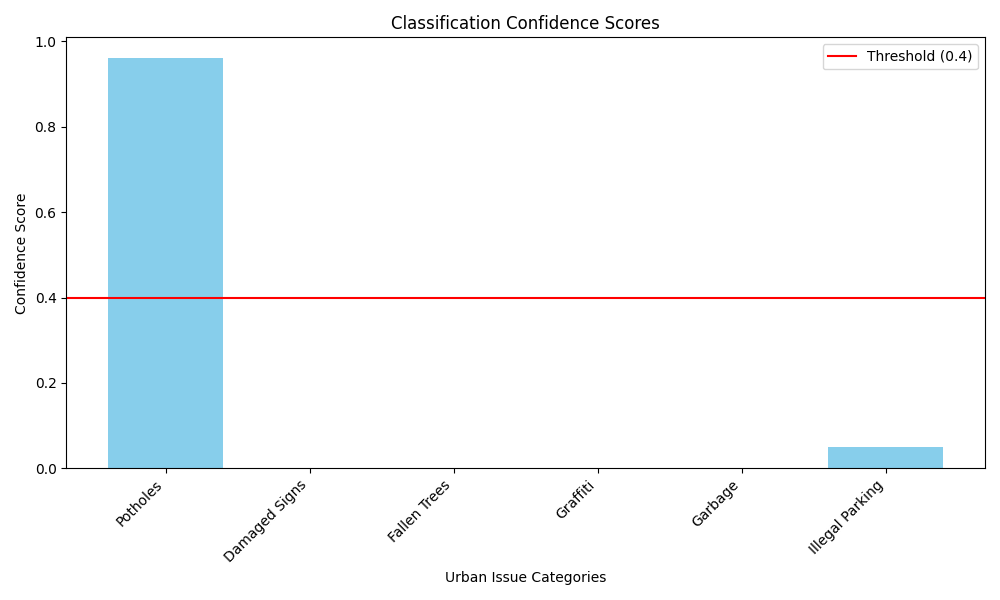 Classification Confidence Scores
Threshold (0.4)
Confidence Score
1.0
0.8
0.6
0.4
0.2
0.0
Potholes
Damaged Signs
Fallen Trees
Graffiti
Garbage
Illegal Parking
Urban Issue Categories